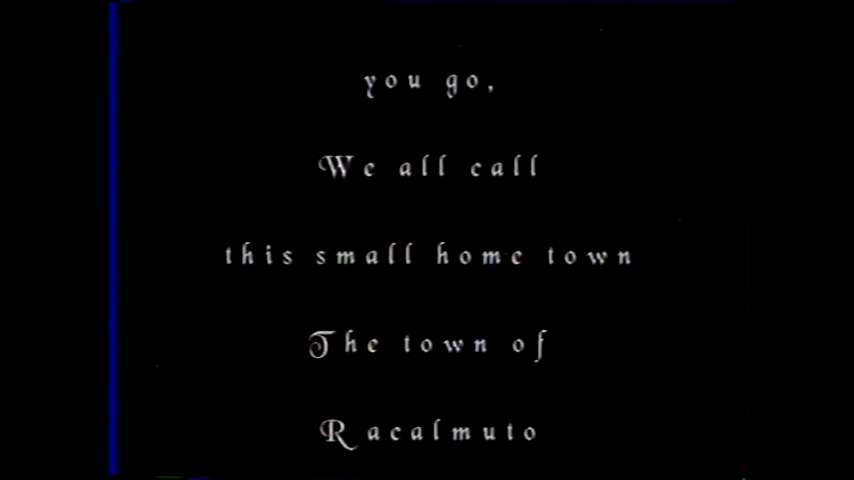 you go,
We all call
this small home town
The town of
Racalmuto